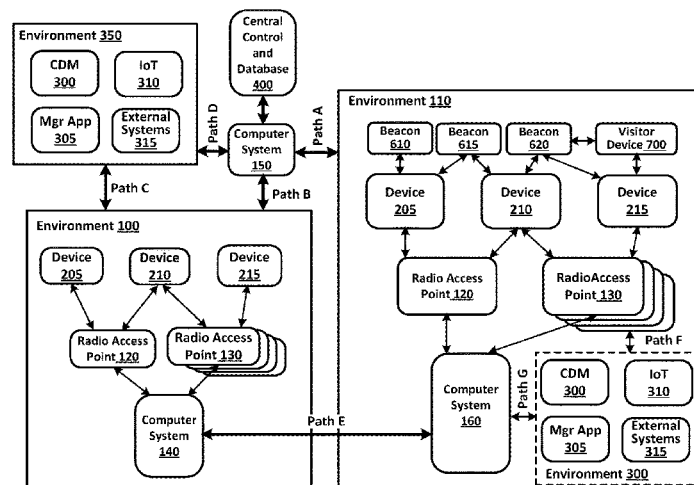 Environment 350
CDM
300
IoT
310
Mgr App
305
External
Systems
315
Central
Control
and
Database
400
Path D
Path A
Computer
System
150
Path C
Path B
Environment 100
Device
205
Device
210
Device
215
Radio Access
Point 120
Radio Access
Point 130
Computer
System
140
Path E
Environment 110
Beacon
610
Beacon
615
Beacon
620
Visitor
Device 700
Device
205
Device
210
Device
215
Radio Access
Point 120
RadioAccess
Point 130
Path F
Computer
System
160
Path G
CDM
300
IoT
310
Mgr App
305
External
Systems
315
Environment 300